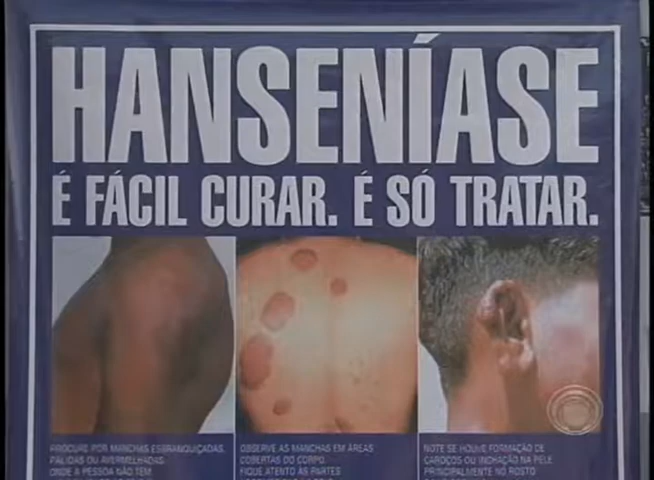 HANSENÍASE
É FÁCIL CURAR. É SÓ TRATAR.
PROCURE POR MANCHAS ESBRANQUIÇADAS,
PÁLIDAS OU AVERMELHADAS
ONDE A PESSOA NÃO TEM
OBSERVE AS MANCHAS EM ÁREAS
COBERTAS DO CORPO.
FIQUE ATENTO ÀS PARTES
NOTE SE HOUVE FORMAÇÃO DE
CAROÇOS OU INCHAÇÃO NA PELE
PRINCIPALMENTE NO ROSTO